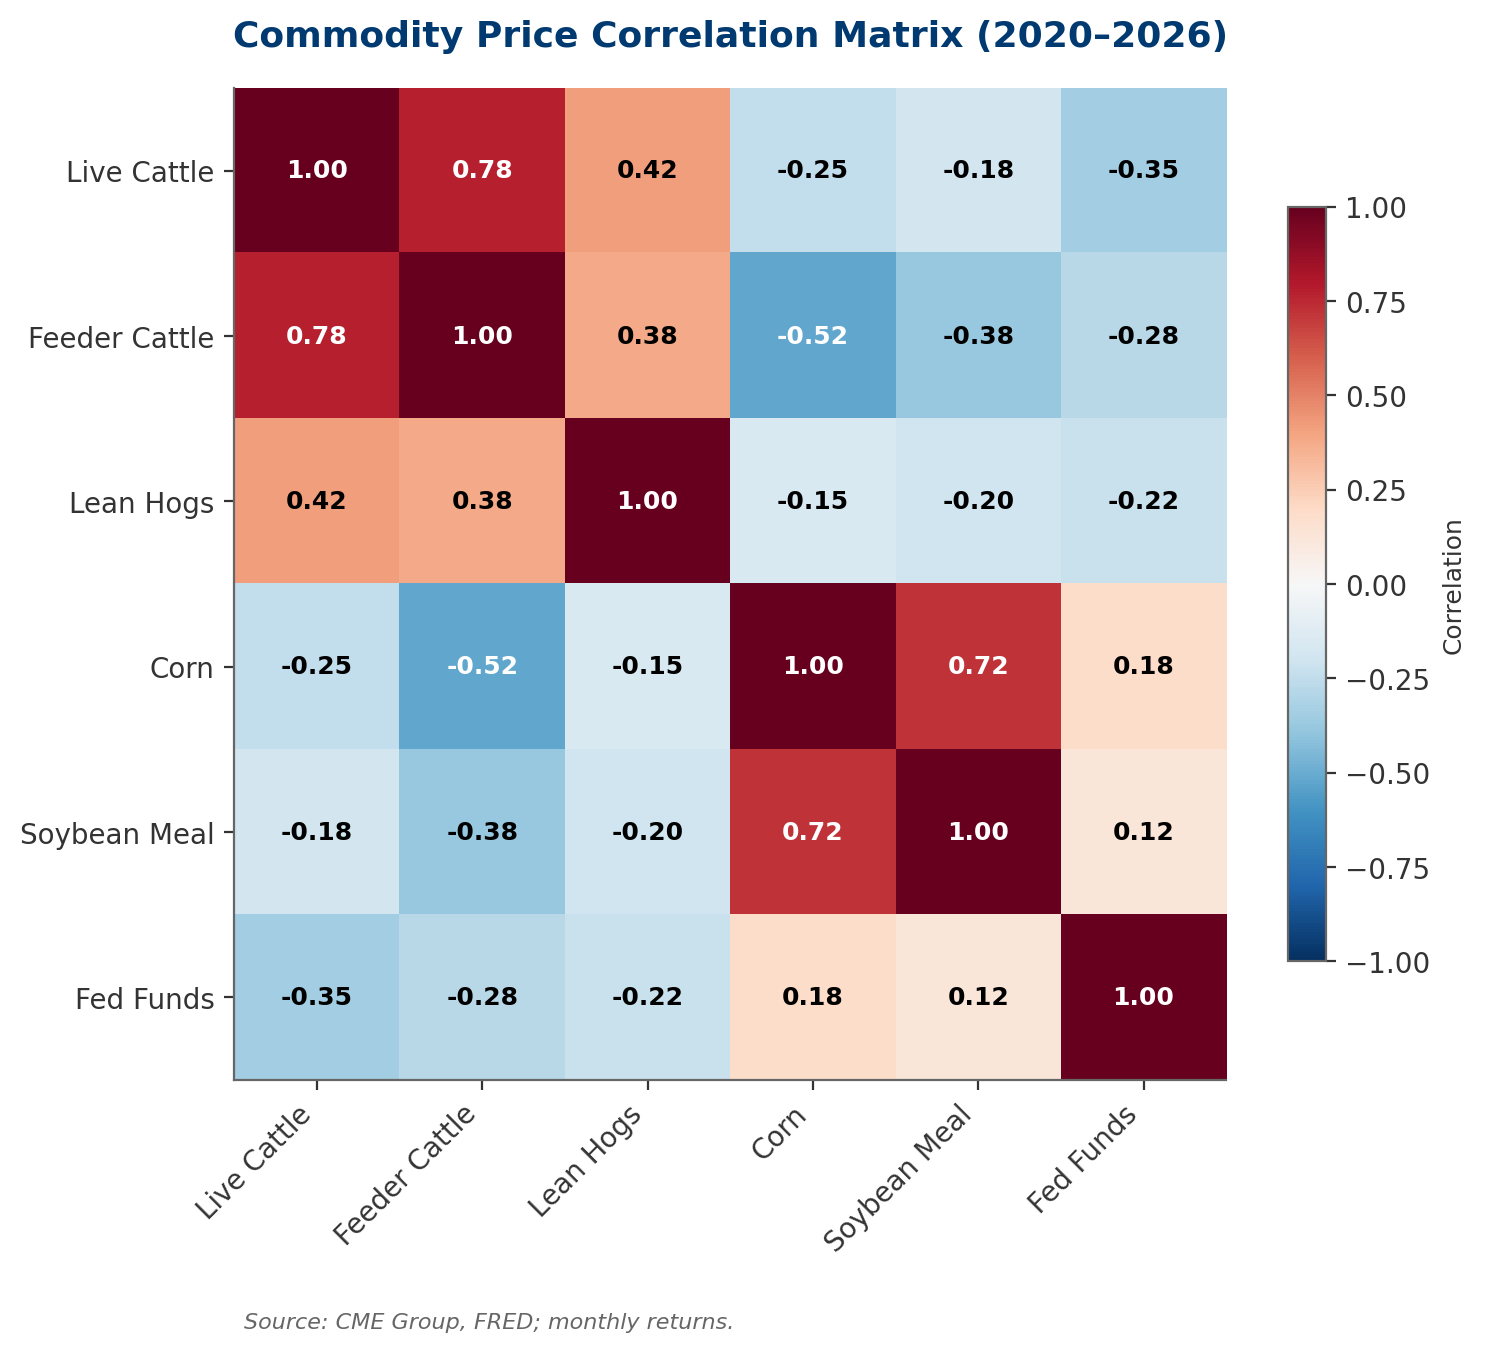 Commodity Price Correlation Matrix (2020–2026)
Live Cattle 1.00 0.78 0.42 -0.25 -0.18 -0.35
Feeder Cattle 0.78 1.00 0.38 -0.52 -0.38 -0.28
Lean Hogs 0.42 0.38 1.00 -0.15 -0.20 -0.22
Corn -0.25 -0.52 -0.15 1.00 0.72 0.18
Soybean Meal -0.18 -0.38 -0.20 0.72 1.00 0.12
Fed Funds -0.35 -0.28 -0.22 0.18 0.12 1.00
Live Cattle
Feeder Cattle
Lean Hogs
Corn
Soybean Meal
Fed Funds
1.00
0.75
0.50
0.25
0.00
−0.25
−0.50
−0.75
−1.00
Correlation
Source: CME Group, FRED; monthly returns.